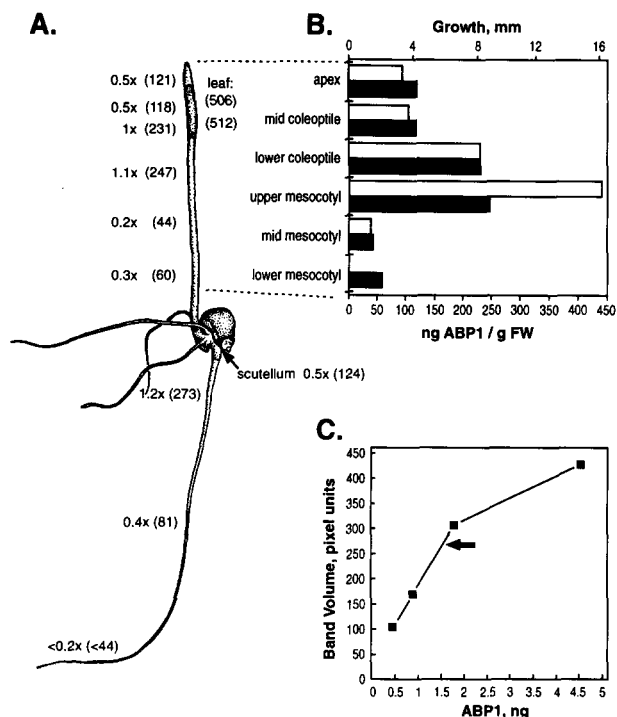 A.
0.5x (121)
leaf:
(506)
0.5x (118)
(512)
1x (231)
1.1x (247)
0.2x (44)
0.3x (60)
scutellum 0.5x (124)
1.2x (273)
0.4x (81)
<0.2x (<44)
B.
Growth, mm
0 4 8 12 16
apex
mid coleoptile
lower coleoptile
upper mesocotyl
mid mesocotyl
lower mesocotyl
0 50 100 150 200 250 300 350 400 450
ng ABP1 / g FW
C.
Band Volume, pixel units
450
400
350
300
250
200
150
100
50
0
0 0.5 1 1.5 2 2.5 3 3.5 4 4.5 5
ABP1, ng